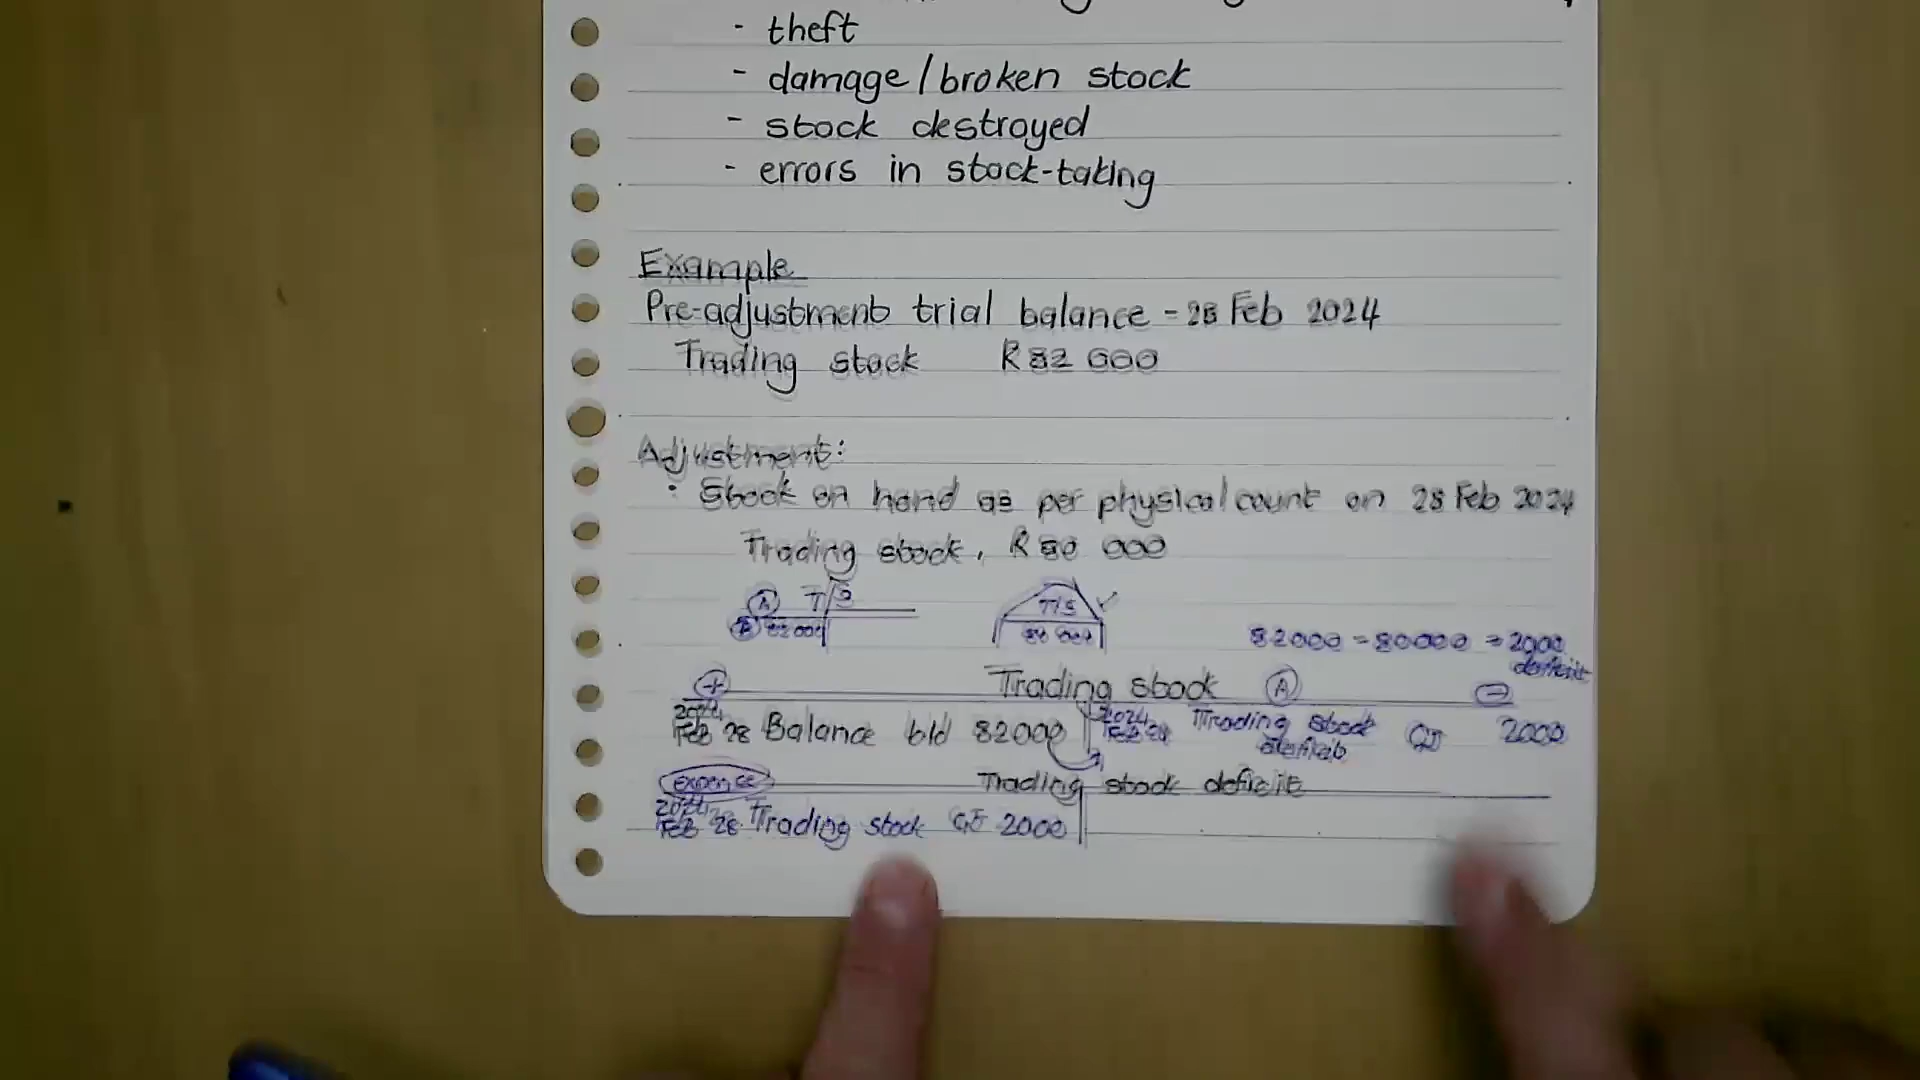 - theft
- damage/broken stock
- stock destroyed
- errors in stock-taking
Example
Pre-adjustment trial balance - 28 Feb 2024
Trading stock R82 000
Adjustment:
• Stock on hand as per physical count on 28 Feb 2024
Trading stock, R80 000
A T/S
B 82 000
T/S ✓
82000 - 80000 = 2000
deficit
+ Trading stock A -
2024 Feb 28 Balance b/d 82000 2024 Feb 28 Trading stock deficit GJ 2000
expense Trading stock deficit
2024 Feb 28 Trading stock GJ 2000